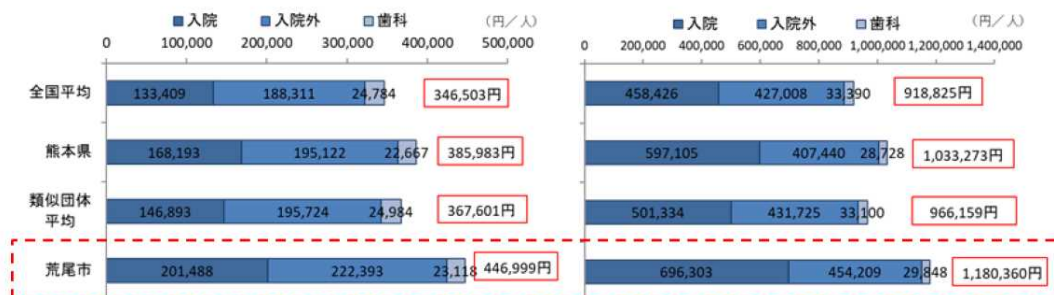 ■入院 ■入院外 ■歯科 (円/人)
0 100,000 200,000 300,000 400,000 500,000
全国平均 133,409 188,311 24,784 346,503円
熊本県 168,193 195,122 22,667 385,983円
類似団体
平均 146,893 195,724 24,984 367,601円
荒尾市 201,488 222,393 23,118 446,999円
■入院 ■入院外 ■歯科 (円/人)
0 200,000 400,000 600,000 800,000 1,000,000 1,200,000 1,400,000
458,426 427,008 33,390 918,825円
597,105 407,440 28,728 1,033,273円
501,334 431,725 33,100 966,159円
696,303 454,209 29,848 1,180,360円